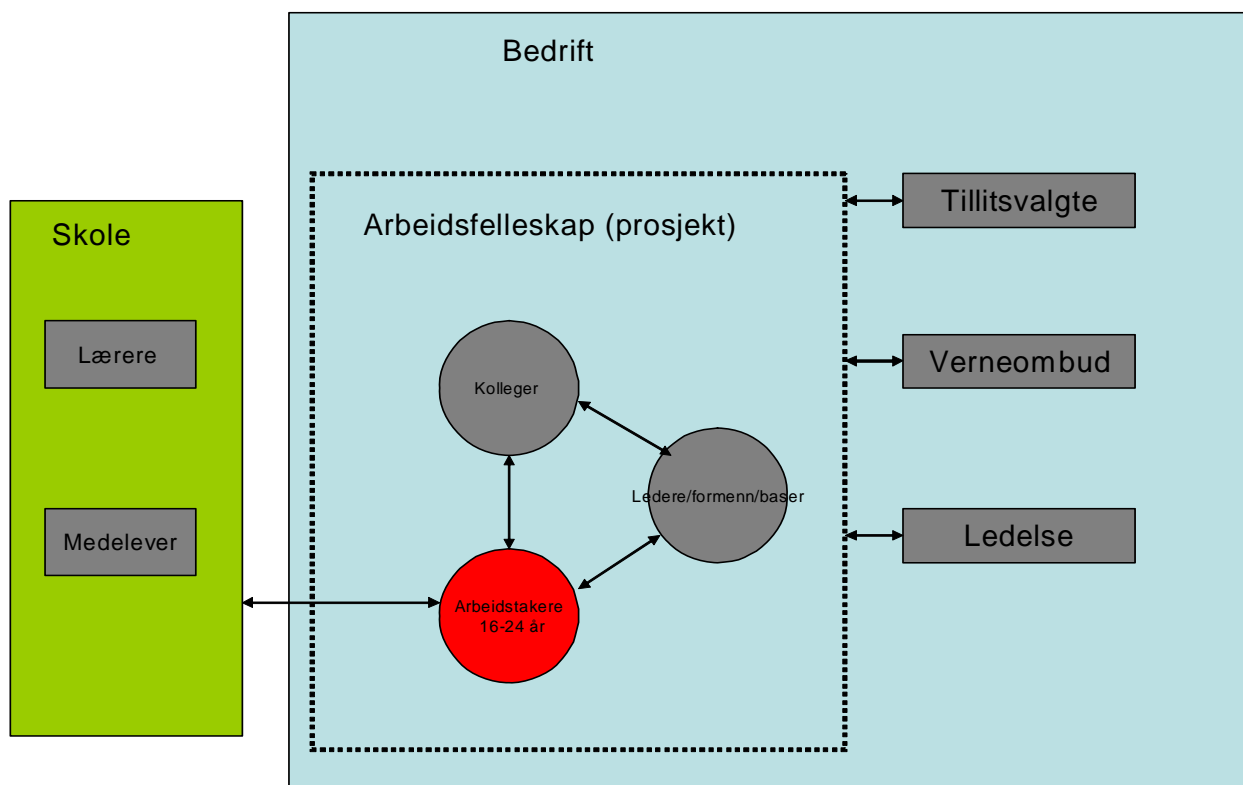 Bedrift
Skole
Lærere
Medelever
Arbeidsfelleskap (prosjekt)
Kolleger
Ledere/formenn/baser
Arbeidstakere
16-24 år
Tillitsvalgte
Verneombud
Ledelse